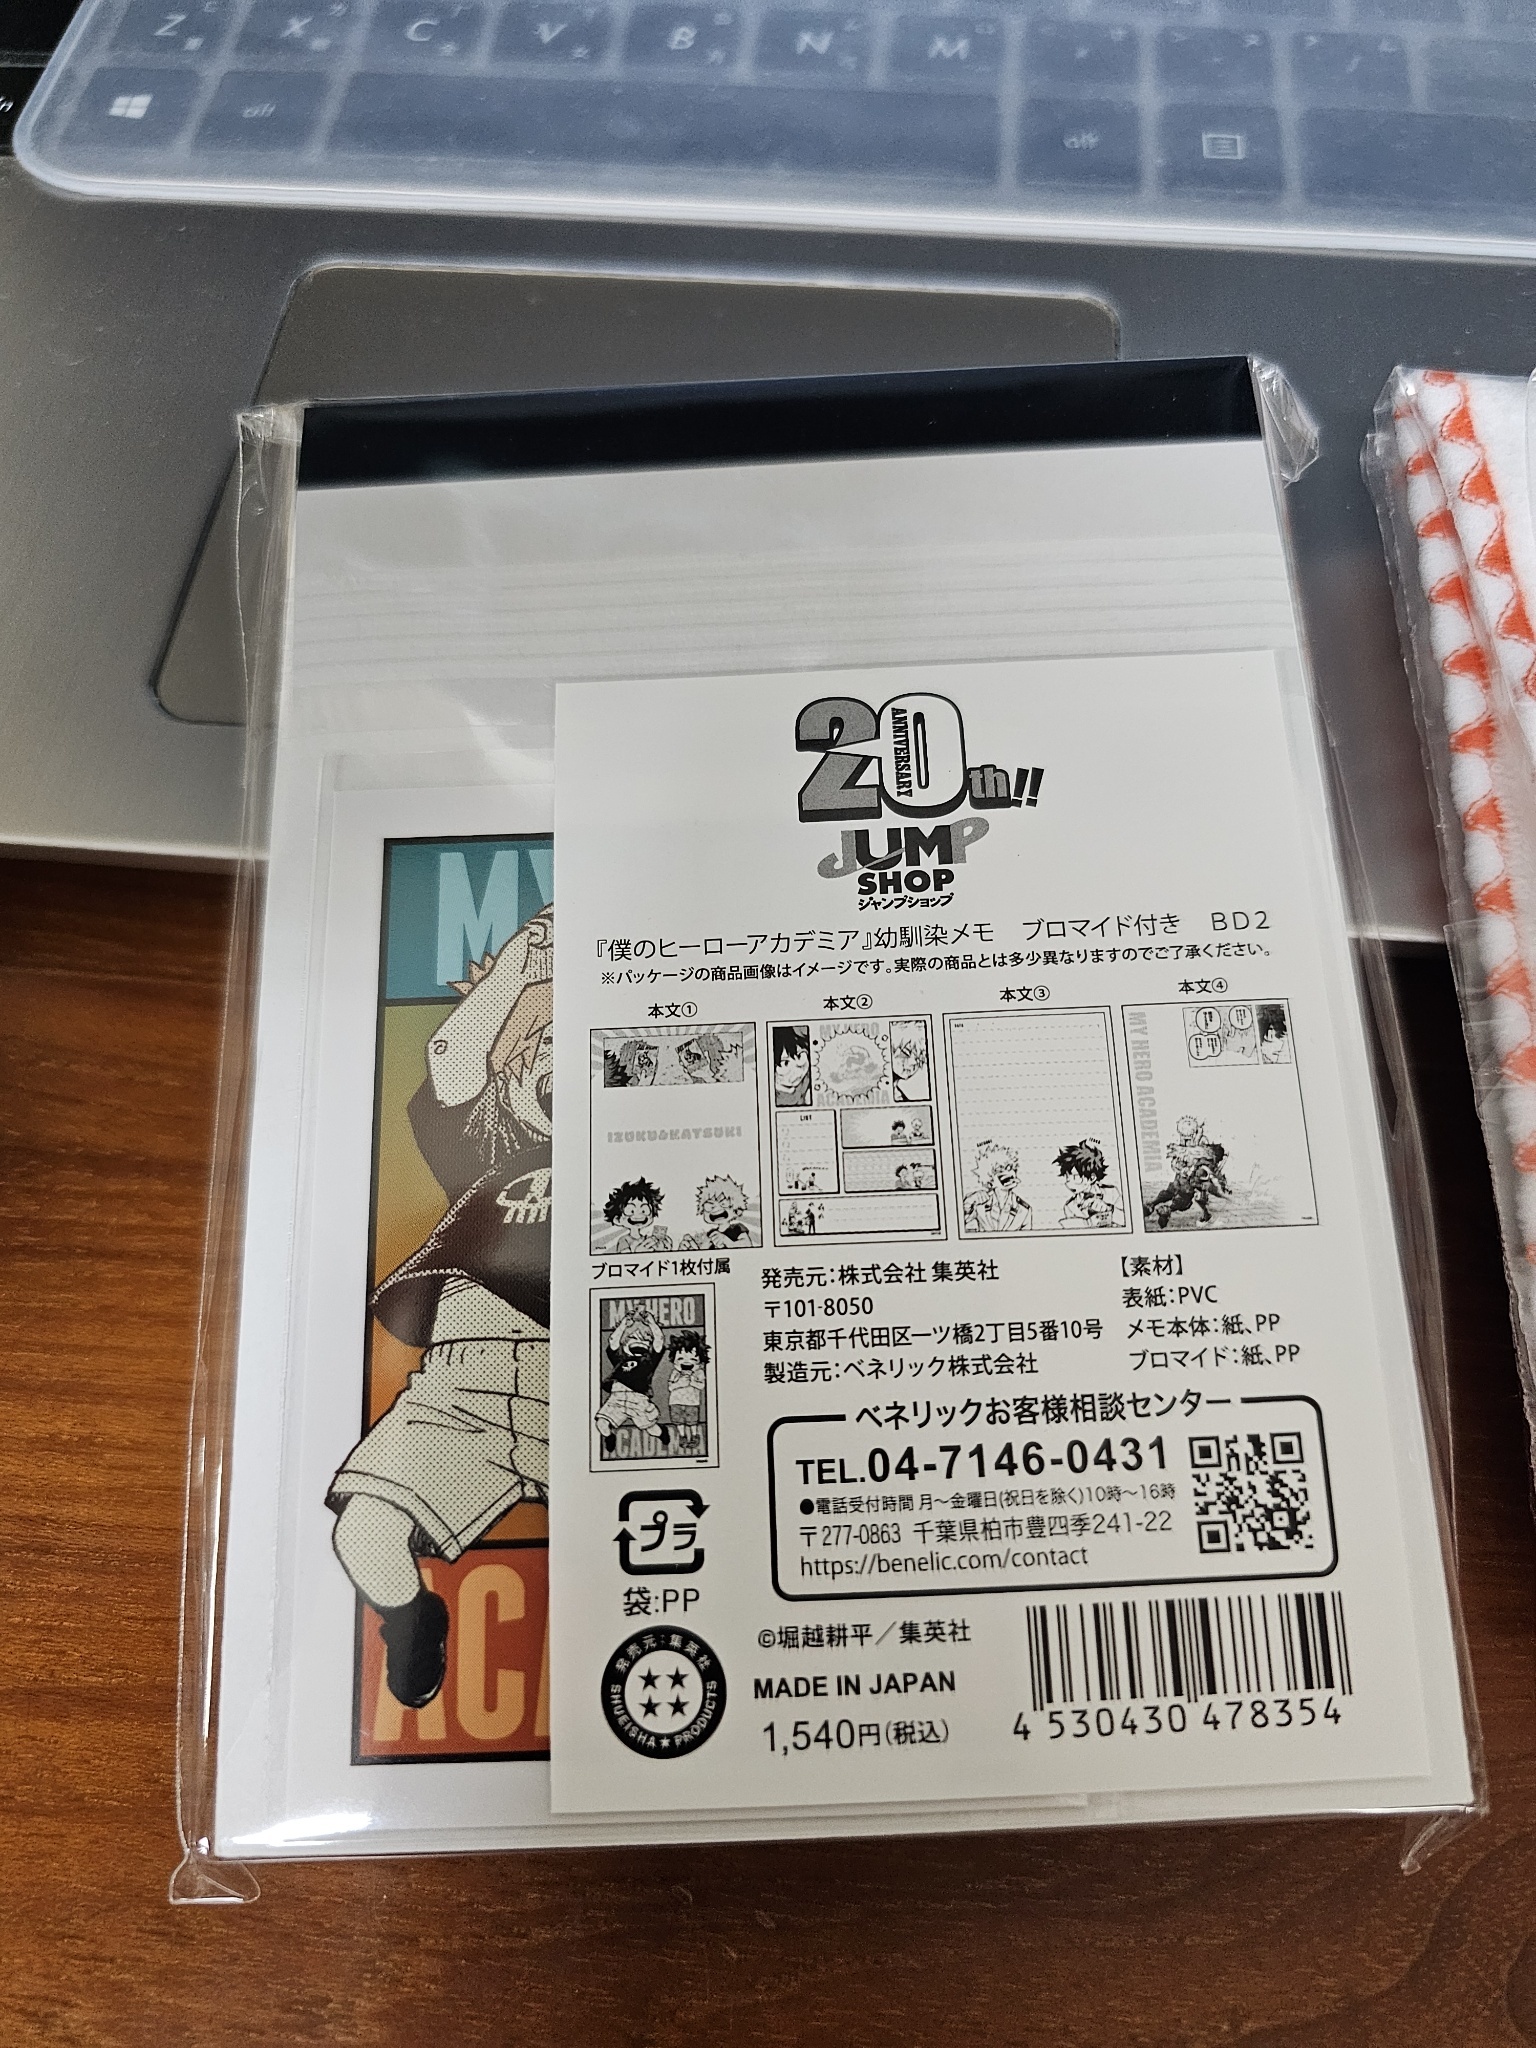 Z X C V B N M
alt alt
20th!!
ANNIVERSARY
JUMP
SHOP
ジャンプショップ
『僕のヒーローアカデミア』幼馴染メモ ブロマイド付き BD2
※パッケージの商品画像はイメージです。実際の商品とは多少異なりますのでご了承ください。
本文① 本文② 本文③ 本文④
IZUKU&KATSUKI
MY HERO
ACADEMIA
LIST
DATE
MY HERO ACADEMIA
ブロマイド1枚付属
MY HERO
ACADEMIA
発売元:株式会社 集英社
〒101-8050
東京都千代田区一ツ橋2丁目5番10号
製造元:ベネリック株式会社
【素材】
表紙:PVC
メモ本体:紙、PP
ブロマイド:紙、PP
ベネリックお客様相談センター
TEL.04-7146-0431
●電話受付時間 月〜金曜日(祝日を除く)10時〜16時
〒277-0863 千葉県柏市豊四季241-22
https://benelic.com/contact
プラ
袋:PP
発売元:集英社
SHUEISHA★PRODUCTS
©堀越耕平／集英社
MADE IN JAPAN
1,540円(税込)
4 530430 478354
MY
ACA